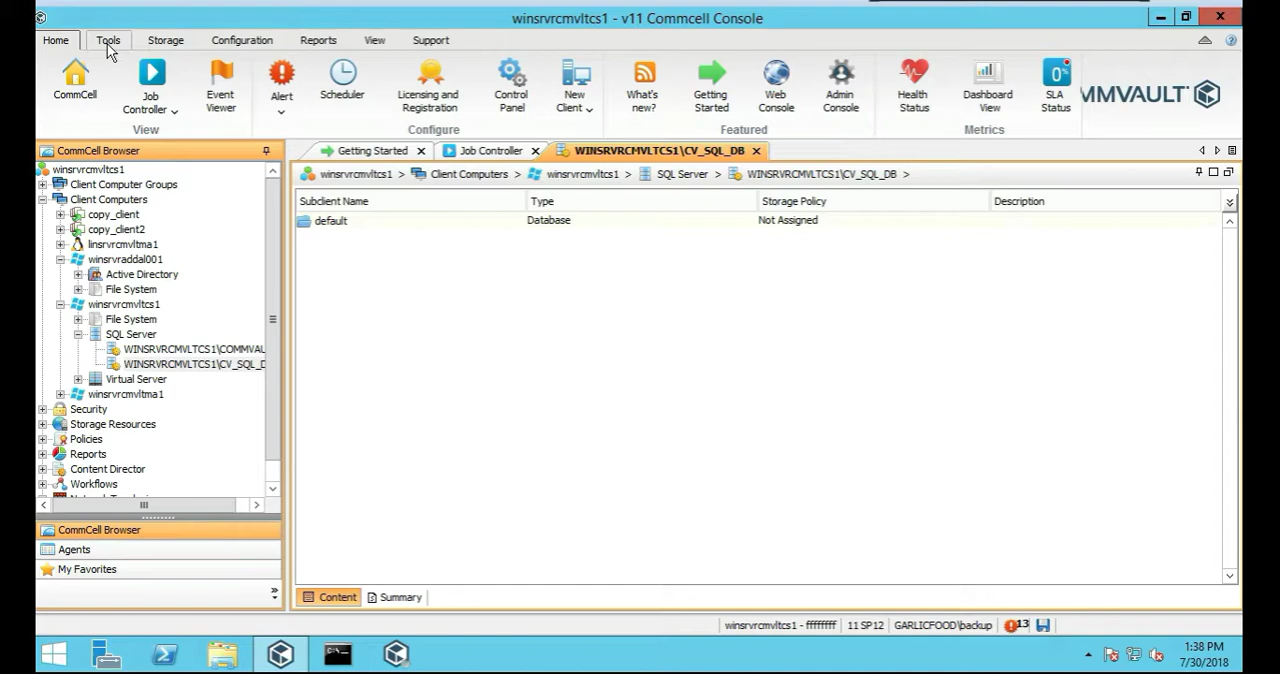 winsrvrcmvltcs1 - v11 Commcell Console
Home Tools Storage Configuration Reports View Support
CommCell
Job Controller
Event Viewer
View
Alert
Scheduler
Licensing and Registration
Control Panel
New Client
Configure
What's new?
Getting Started
Web Console
Admin Console
Featured
Health Status
Dashboard View
0%
SLA Status
Metrics
MMVAULT
CommCell Browser
Getting Started
Job Controller
WINSRVRCMVLTCS1\CV_SQL_DB
winsrvrcmvltcs1 > Client Computers > winsrvrcmvltcs1 > SQL Server > WINSRVRCMVLTCS1\CV_SQL_DB >
winsrvrcmvltcs1
Client Computer Groups
Client Computers
copy_client
copy_client2
linsrvrcmvltma1
winsrvraddal001
Active Directory
File System
winsrvrcmvltcs1
File System
SQL Server
WINSRVRCMVLTCS1\COMMVAU
WINSRVRCMVLTCS1\CV_SQL_D
Virtual Server
winsrvrcmvltma1
Security
Storage Resources
Policies
Reports
Content Director
Workflows
CommCell Browser
Agents
My Favorites
Subclient Name Type Storage Policy Description
default Database Not Assigned
Content Summary
winsrvrcmvltcs1 - ffffffff 11 SP12 GARLICFOOD\backup 13
1:38 PM
7/30/2018